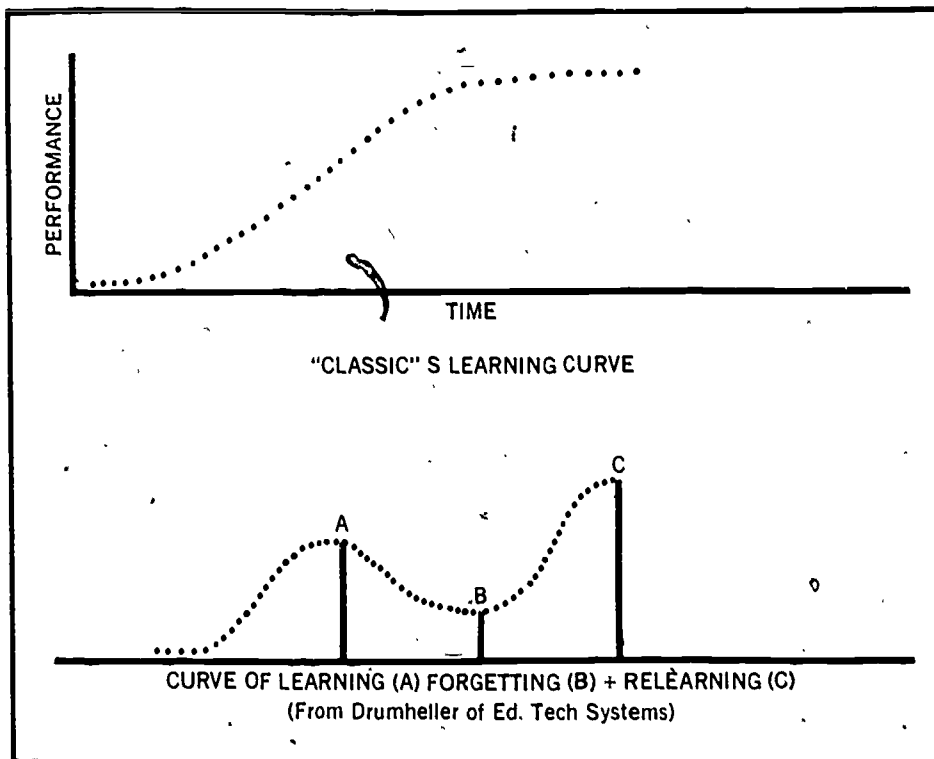 PERFORMANCE
TIME
"CLASSIC" S LEARNING CURVE
A
B
C
CURVE OF LEARNING (A) FORGETTING (B) + RELEARNING (C)
(From Drumheller of Ed. Tech Systems)